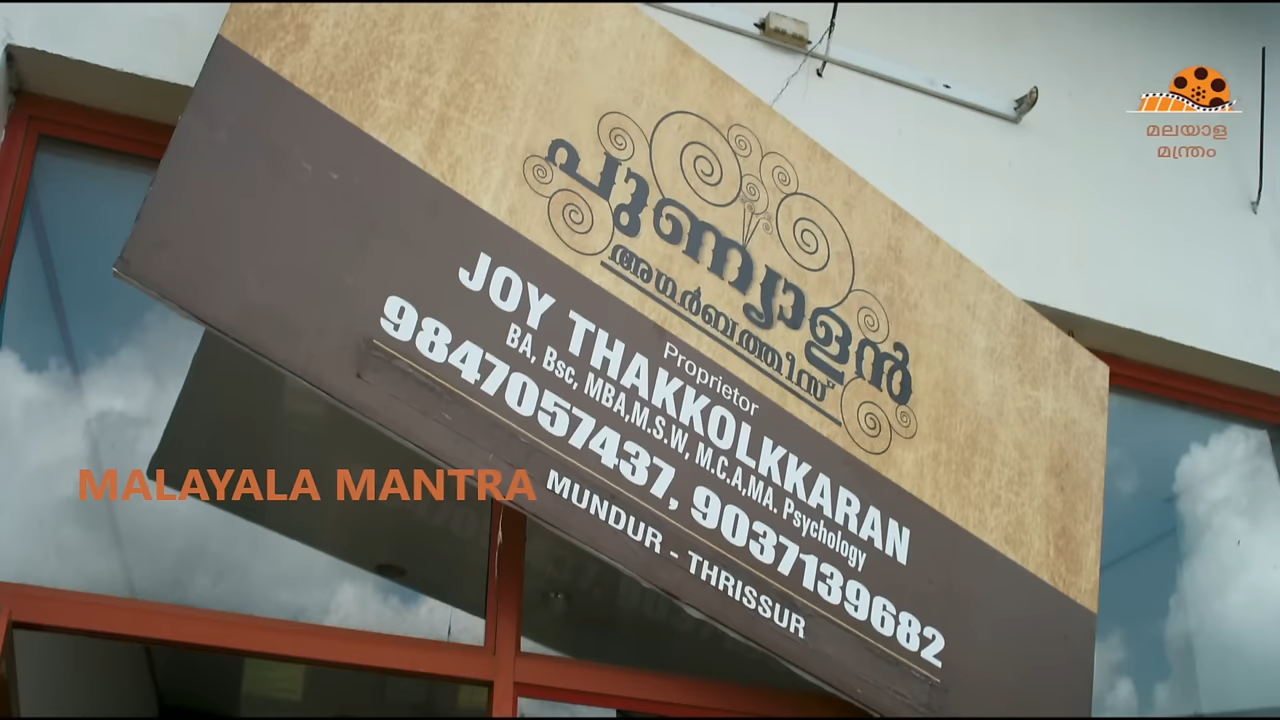 മലയാള
മന്ത്രം
പുണ്യാളൻ
അഗർബത്തീസ്
Proprietor
JOY THAKKOLKKARAN
BA, Bsc, MBA,M.S.W, M.C.A,MA. Psychology
9847057437, 9037139682
MUNDUR - THRISSUR
MALAYALA MANTRA